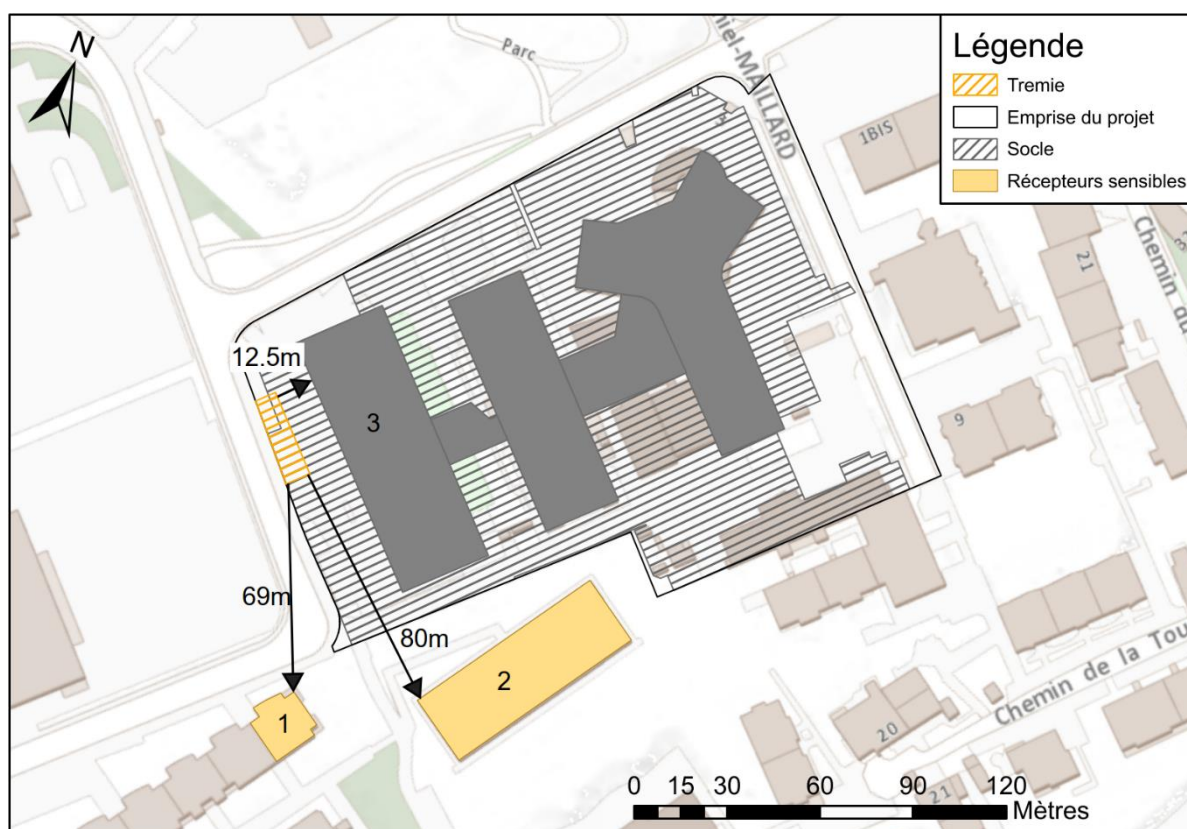 N
Parc
niel-MAILLARD
Légende
Tremie
Emprise du projet
Socle
Récepteurs sensibles
1BIS
3
21
Chemin du
12.5m
3
9
69m
80m
2
1
20
Chemin de la Tou
21
0 15 30 60 90 120
Mètres